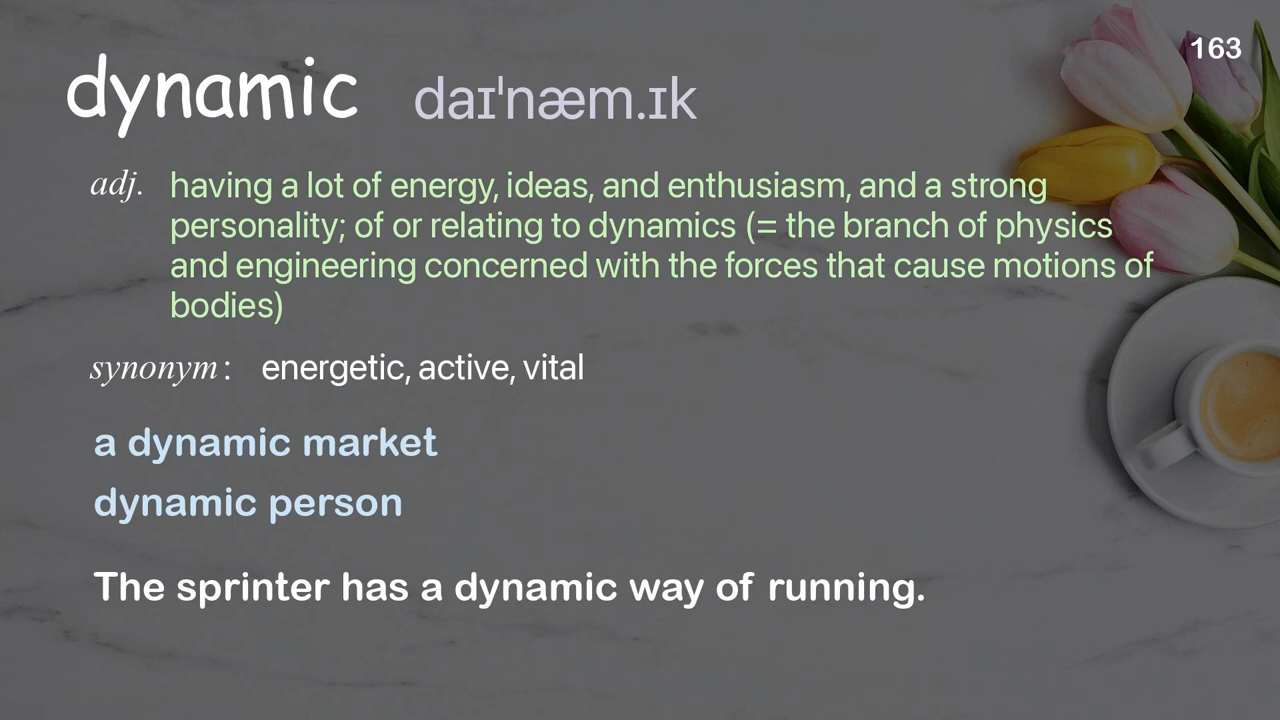 163
dynamic daɪˈnæm.ɪk
adj. having a lot of energy, ideas, and enthusiasm, and a strong
personality; of or relating to dynamics (= the branch of physics
and engineering concerned with the forces that cause motions of
bodies)
synonym: energetic, active, vital
a dynamic market
dynamic person
The sprinter has a dynamic way of running.